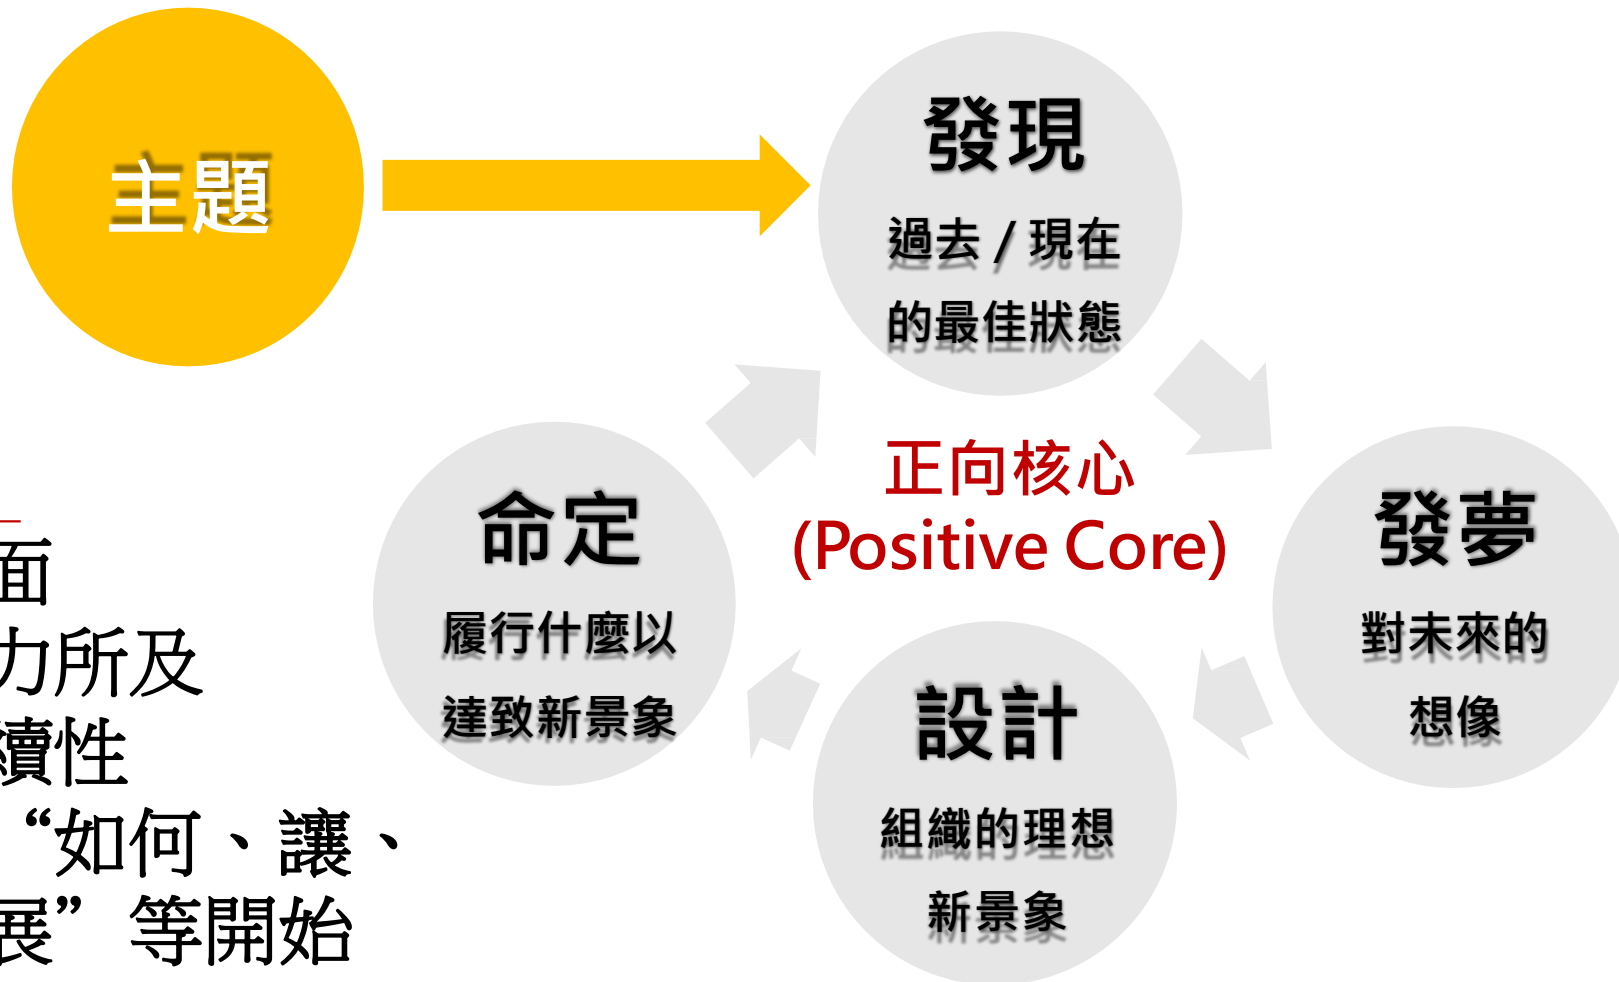 主題
發現
過去 / 現在
的最佳狀態
正向核心
(Positive Core)
發夢
對未來的
想像
設計
組織的理想
新景象
命定
履行什麼以
達致新景象
面
力所及
續性
“如何、讓、
展”等開始